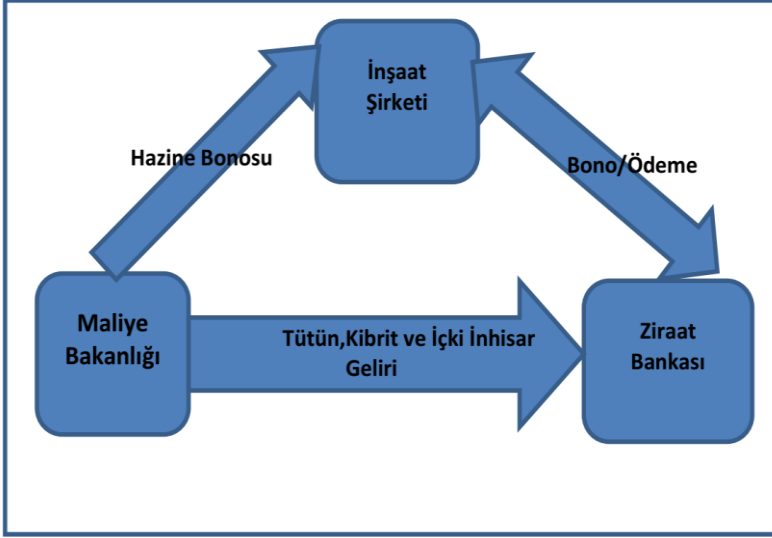 İnşaat
Şirketi
Hazine Bonosu
Bono/Ödeme
Maliye
Bakanlığı
Tütün,Kibrit ve İçki İnhisar
Geliri
Ziraat
Bankası